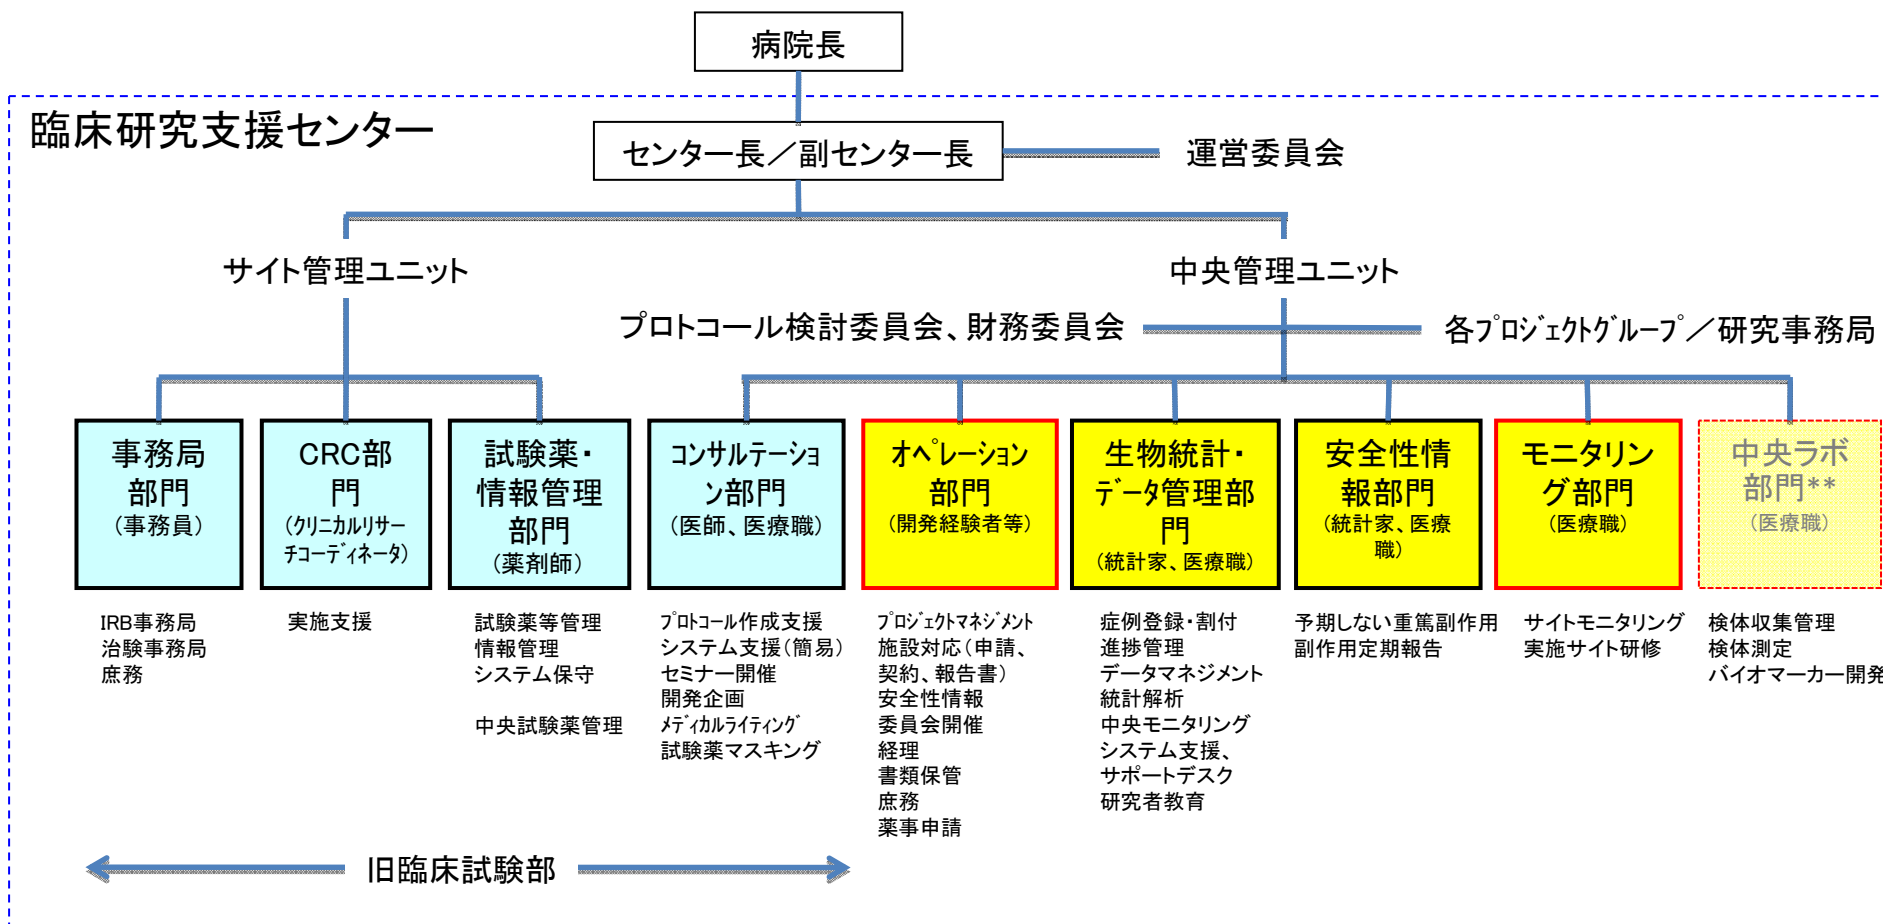 病院長
臨床研究支援センター
センター長／副センター長
運営委員会
サイト管理ユニット
中央管理ユニット
プロトコール検討委員会、財務委員会
各ﾌﾟﾛｼﾞｪｸﾄｸﾞﾙｰﾌﾟ／研究事務局
事務局
部門
（事務員）
CRC部
門
（ｸﾘﾆｶﾙﾘｻｰ
ﾁｺｰﾃﾞｨﾈｰﾀ）
試験薬・
情報管理
部門
（薬剤師）
コンサルテーショ
ン部門
（医師、医療職）
ｵﾍﾟﾚｰｼｮﾝ
部門
（開発経験者等）
生物統計・
ﾃﾞｰﾀ管理部
門
（統計家、医療職）
安全性情
報部門
（統計家、医療
職）
モニタリン
グ部門
（医療職）
中央ラボ
部門**
（医療職）
IRB事務局
治験事務局
庶務
実施支援
試験薬等管理
情報管理
システム保守
中央試験薬管理
ﾌﾟﾛﾄｺｰﾙ作成支援
システム支援（簡易）
セミナー開催
開発企画
ﾒﾃﾞｨｶﾙﾗｲﾃｨﾝｸﾞ
試験薬マスキング
ﾌﾟﾛｼﾞｪｸﾄﾏﾈｼﾞﾒﾝﾄ
施設対応（申請、
契約、報告書）
安全性情報
委員会開催
経理
書類保管
庶務
薬事申請
症例登録・割付
進捗管理
データマネジメント
統計解析
中央モニタリング
システム支援、
サポートデスク
研究者教育
予期しない重篤副作用
副作用定期報告
サイトモニタリング
実施サイト研修
検体収集管理
検体測定
バイオマーカー開発
旧臨床試験部